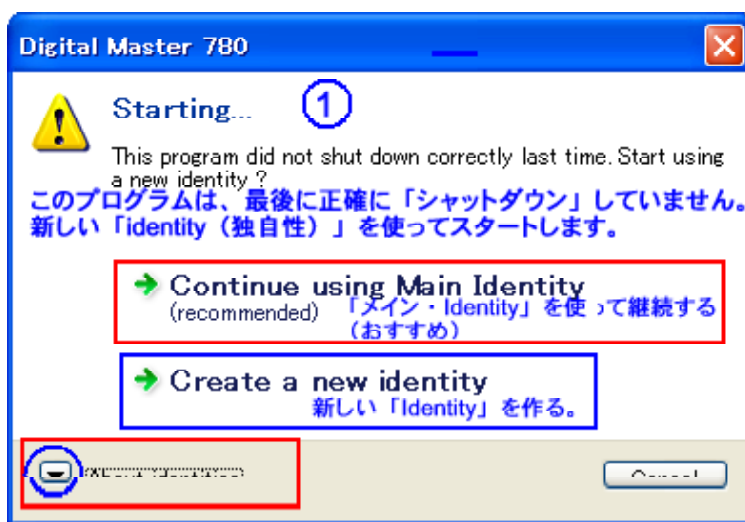 Digital Master 780
Starting...
①
This program did not shut down correctly last time. Start using
a new identity ?
このプログラムは、最後に正確に「シャットダウン」していません。
新しい「identity（独自性）」を使ってスタートします。
Continue using Main Identity
(recommended)
「メイン・Identity」を使って継続する
（おすすめ）
Create a new identity
新しい「Identity」を作る。